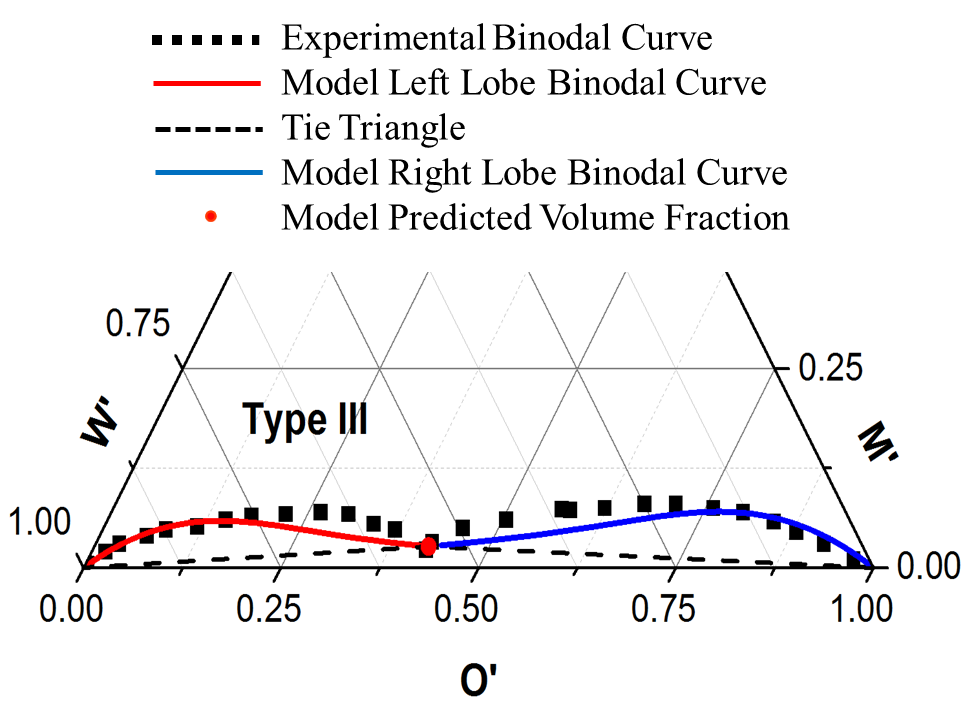 Experimental Binodal Curve
Model Left Lobe Binodal Curve
Tie Triangle
Model Right Lobe Binodal Curve
Model Predicted Volume Fraction
0.75
0.25
Type III
W'
M'
1.00
0.00
0.00 0.25 0.50 0.75 1.00
O'